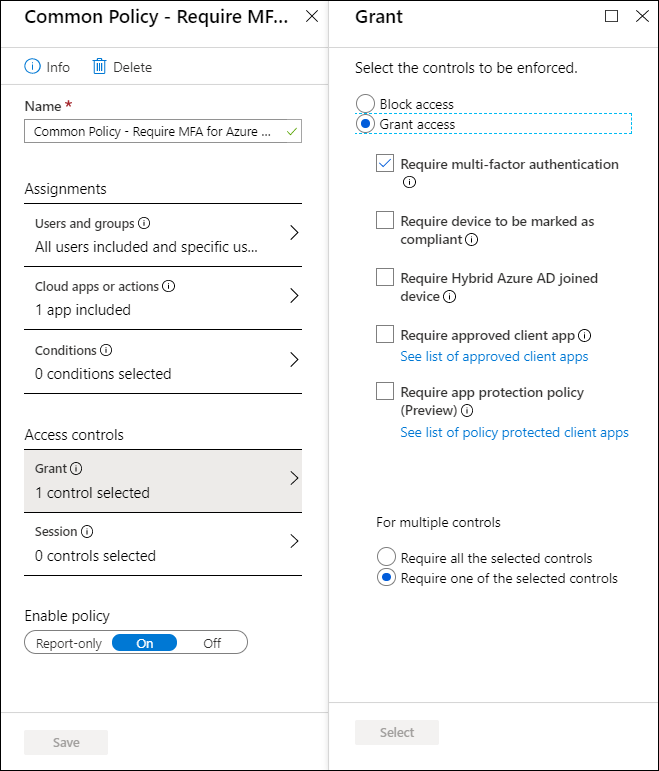 Common Policy - Require MF...
Info
Delete
Name *
Common Policy - Require MFA for Azure ...
Assignments
Users and groups
All users included and specific us...
Cloud apps or actions
1 app included
Conditions
0 conditions selected
Access controls
Grant
1 control selected
Session
0 controls selected
Enable policy
Report-only On Off
Save
Grant
Select the controls to be enforced.
Block access
Grant access
Require multi-factor authentication
Require device to be marked as
compliant
Require Hybrid Azure AD joined
device
Require approved client app
See list of approved client apps
Require app protection policy
(Preview)
See list of policy protected client apps
For multiple controls
Require all the selected controls
Require one of the selected controls
Select